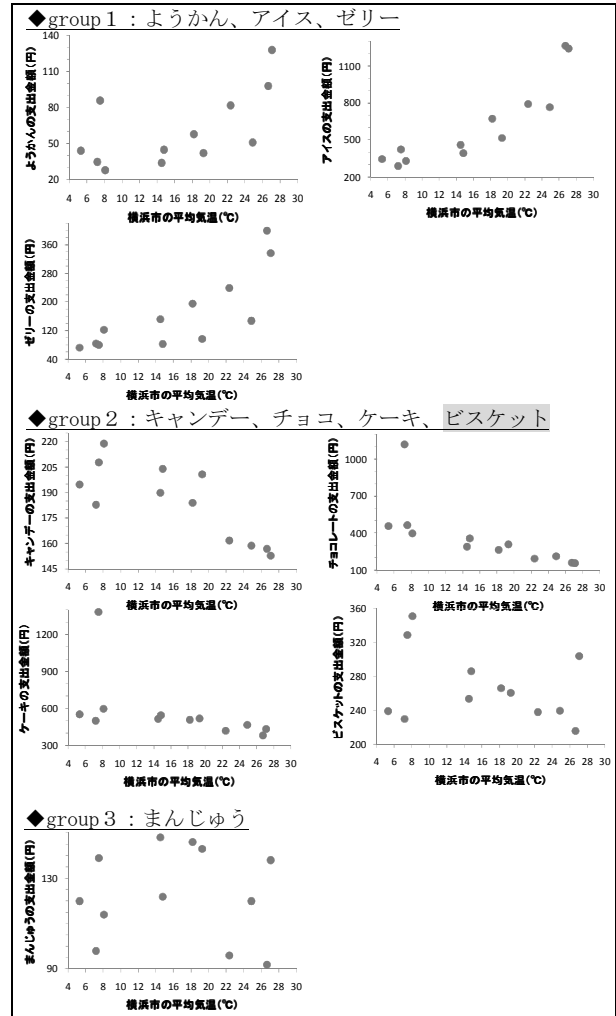 ◆group１：ようかん、アイス、ゼリー
ようかんの支出金額(円)
140
110
80
50
20
4 6 8 10 12 14 16 18 20 22 24 26 28 30
横浜市の平均気温(℃)
アイスの支出金額(円)
1100
800
500
200
4 6 8 10 12 14 16 18 20 22 24 26 28 30
横浜市の平均気温(℃)
ゼリーの支出金額(円)
360
280
200
120
40
4 6 8 10 12 14 16 18 20 22 24 26 28 30
横浜市の平均気温(℃)
◆group２：キャンデー、チョコ、ケーキ、ビスケット
キャンデーの支出金額(円)
220
205
190
175
160
145
4 6 8 10 12 14 16 18 20 22 24 26 28 30
横浜市の平均気温(℃)
チョコレートの支出金額(円)
1000
700
400
100
4 6 8 10 12 14 16 18 20 22 24 26 28 30
横浜市の平均気温(℃)
ケーキの支出金額(円)
1200
900
600
300
4 6 8 10 12 14 16 18 20 22 24 26 28 30
横浜市の平均気温(℃)
ビスケットの支出金額(円)
360
320
280
240
200
4 6 8 10 12 14 16 18 20 22 24 26 28 30
横浜市の平均気温(℃)
◆group３：まんじゅう
まんじゅうの支出金額(円)
130
90
4 6 8 10 12 14 16 18 20 22 24 26 28 30
横浜市の平均気温(℃)